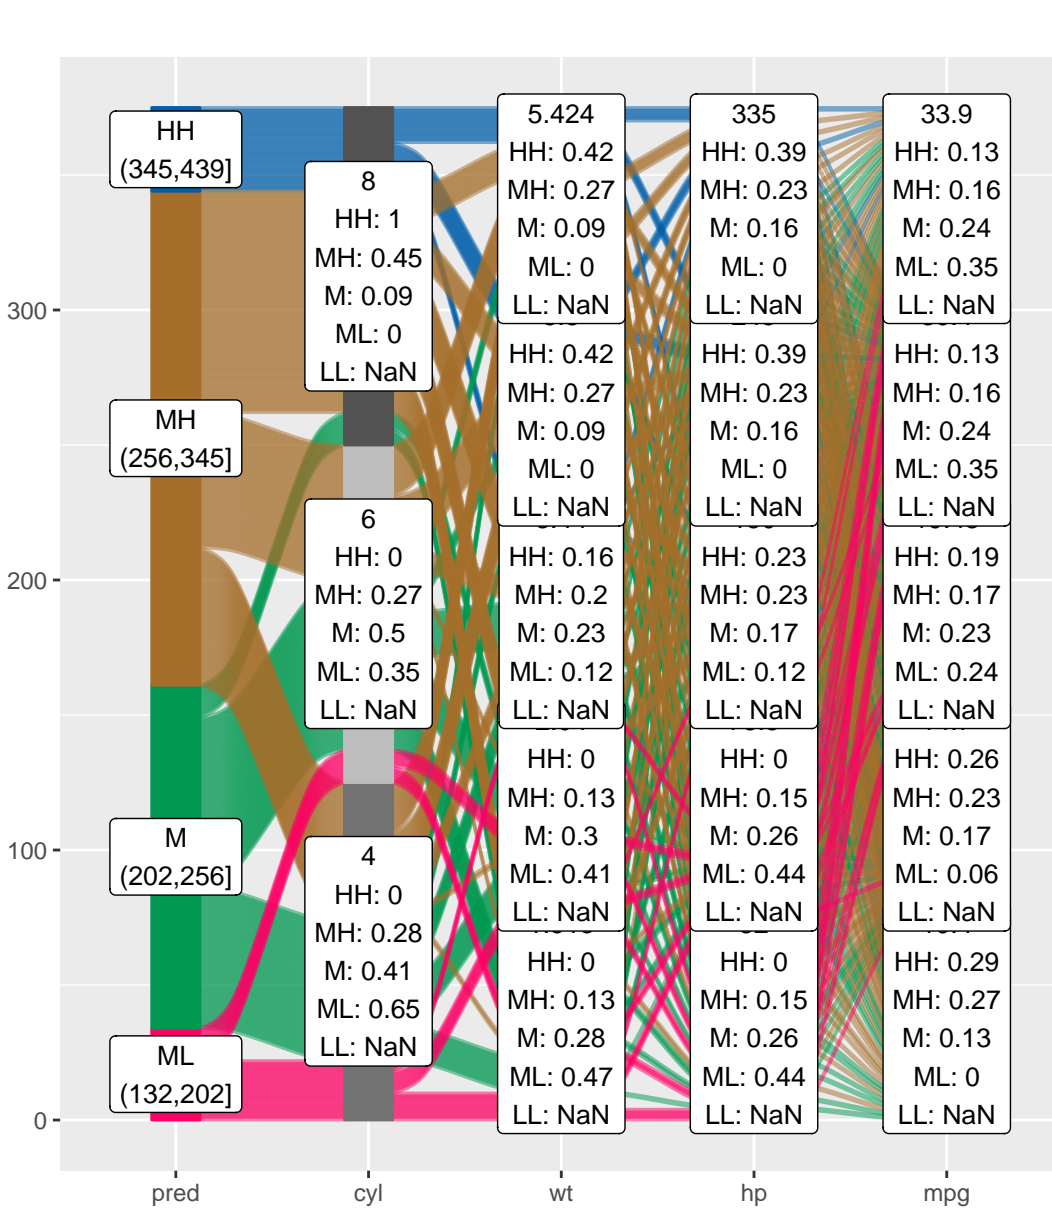 HH
(345,439]
MH
(256,345]
M
(202,256]
ML
(132,202]
8
HH: 1
MH: 0.45
M: 0.09
ML: 0
LL: NaN
6
HH: 0
MH: 0.27
M: 0.5
ML: 0.35
LL: NaN
4
HH: 0
MH: 0.28
M: 0.41
ML: 0.65
LL: NaN
5.424
HH: 0.42
MH: 0.27
M: 0.09
ML: 0
LL: NaN
HH: 0.42
MH: 0.27
M: 0.09
ML: 0
LL: NaN
HH: 0.16
MH: 0.2
M: 0.23
ML: 0.12
LL: NaN
HH: 0
MH: 0.13
M: 0.3
ML: 0.41
LL: NaN
HH: 0
MH: 0.13
M: 0.28
ML: 0.47
LL: NaN
335
HH: 0.39
MH: 0.23
M: 0.16
ML: 0
LL: NaN
HH: 0.39
MH: 0.23
M: 0.16
ML: 0
LL: NaN
HH: 0.23
MH: 0.23
M: 0.17
ML: 0.12
LL: NaN
HH: 0
MH: 0.15
M: 0.26
ML: 0.44
LL: NaN
HH: 0
MH: 0.15
M: 0.26
ML: 0.44
LL: NaN
33.9
HH: 0.13
MH: 0.16
M: 0.24
ML: 0.35
LL: NaN
HH: 0.13
MH: 0.16
M: 0.24
ML: 0.35
LL: NaN
HH: 0.19
MH: 0.17
M: 0.23
ML: 0.24
LL: NaN
HH: 0.26
MH: 0.23
M: 0.17
ML: 0.06
LL: NaN
HH: 0.29
MH: 0.27
M: 0.13
ML: 0
LL: NaN
300
200
100
0
pred
cyl
wt
hp
mpg